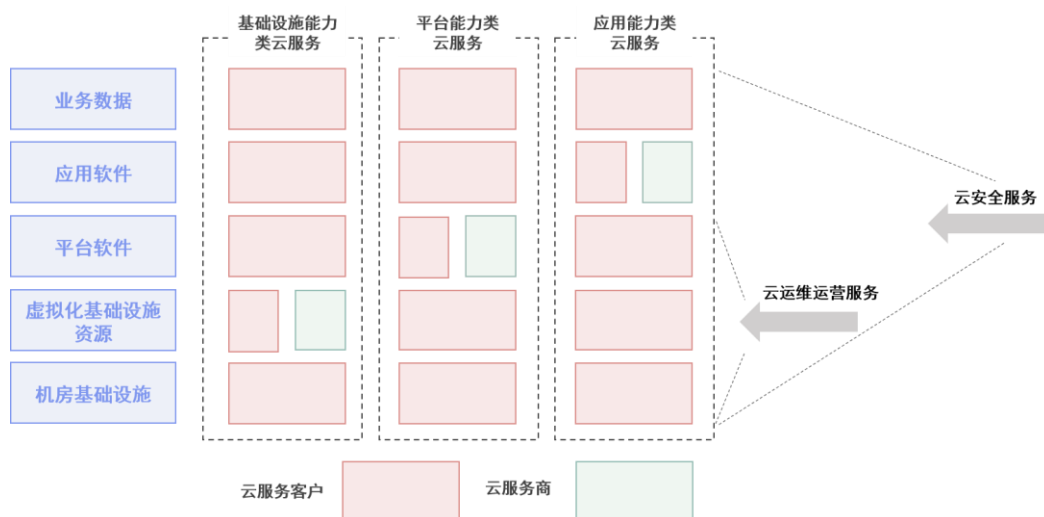 基础设施能力
类云服务
平台能力类
云服务
应用能力类
云服务
业务数据
应用软件
平台软件
虚拟化基础设施
资源
机房基础设施
云安全服务
云运维运营服务
云服务客户
云服务商